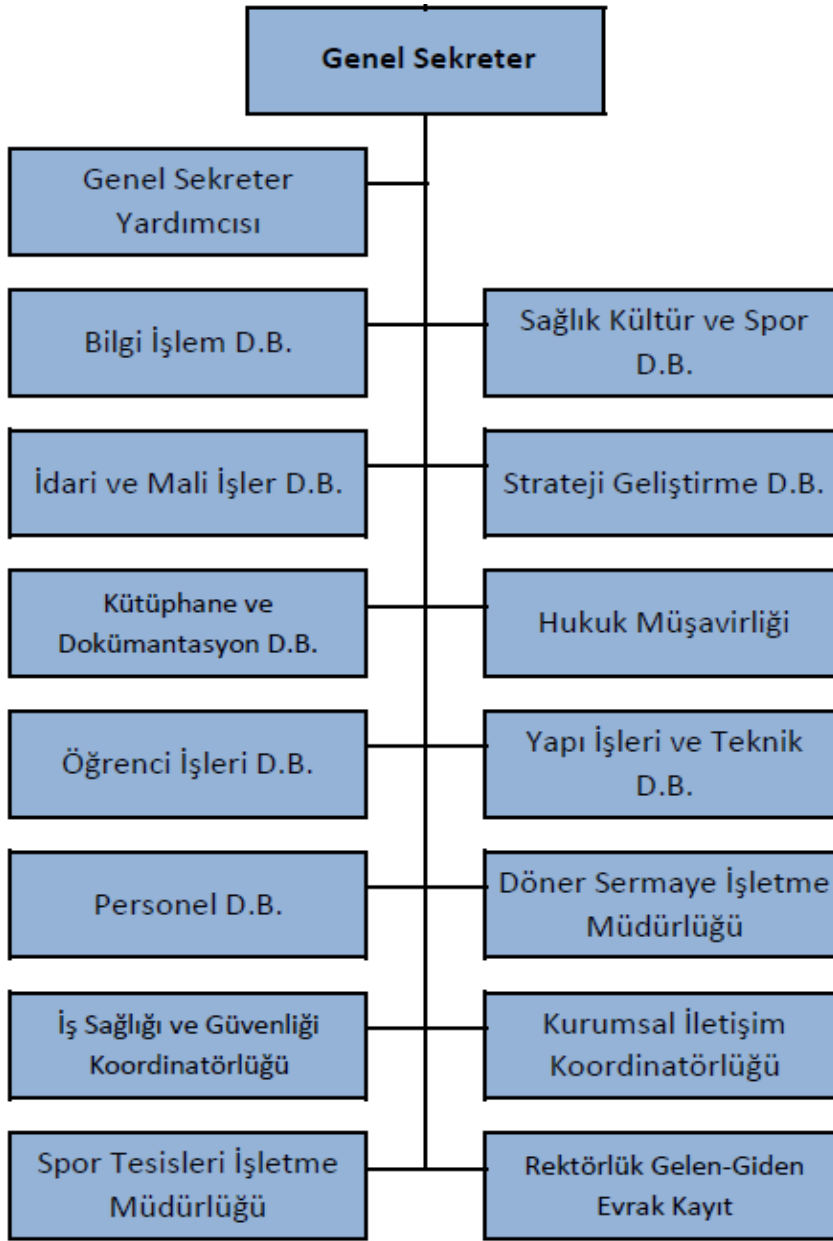 Genel Sekreter
Genel Sekreter
Yardımcısı
Bilgi İşlem D.B.
Sağlık Kültür ve Spor
D.B.
İdari ve Mali İşler D.B.
Strateji Geliştirme D.B.
Kütüphane ve
Dokümantasyon D.B.
Hukuk Müşavirliği
Öğrenci İşleri D.B.
Yapı İşleri ve Teknik
D.B.
Personel D.B.
Döner Sermaye İşletme
Müdürlüğü
İş Sağlığı ve Güvenliği
Koordinatörlüğü
Kurumsal İletişim
Koordinatörlüğü
Spor Tesisleri İşletme
Müdürlüğü
Rektörlük Gelen-Giden
Evrak Kayıt